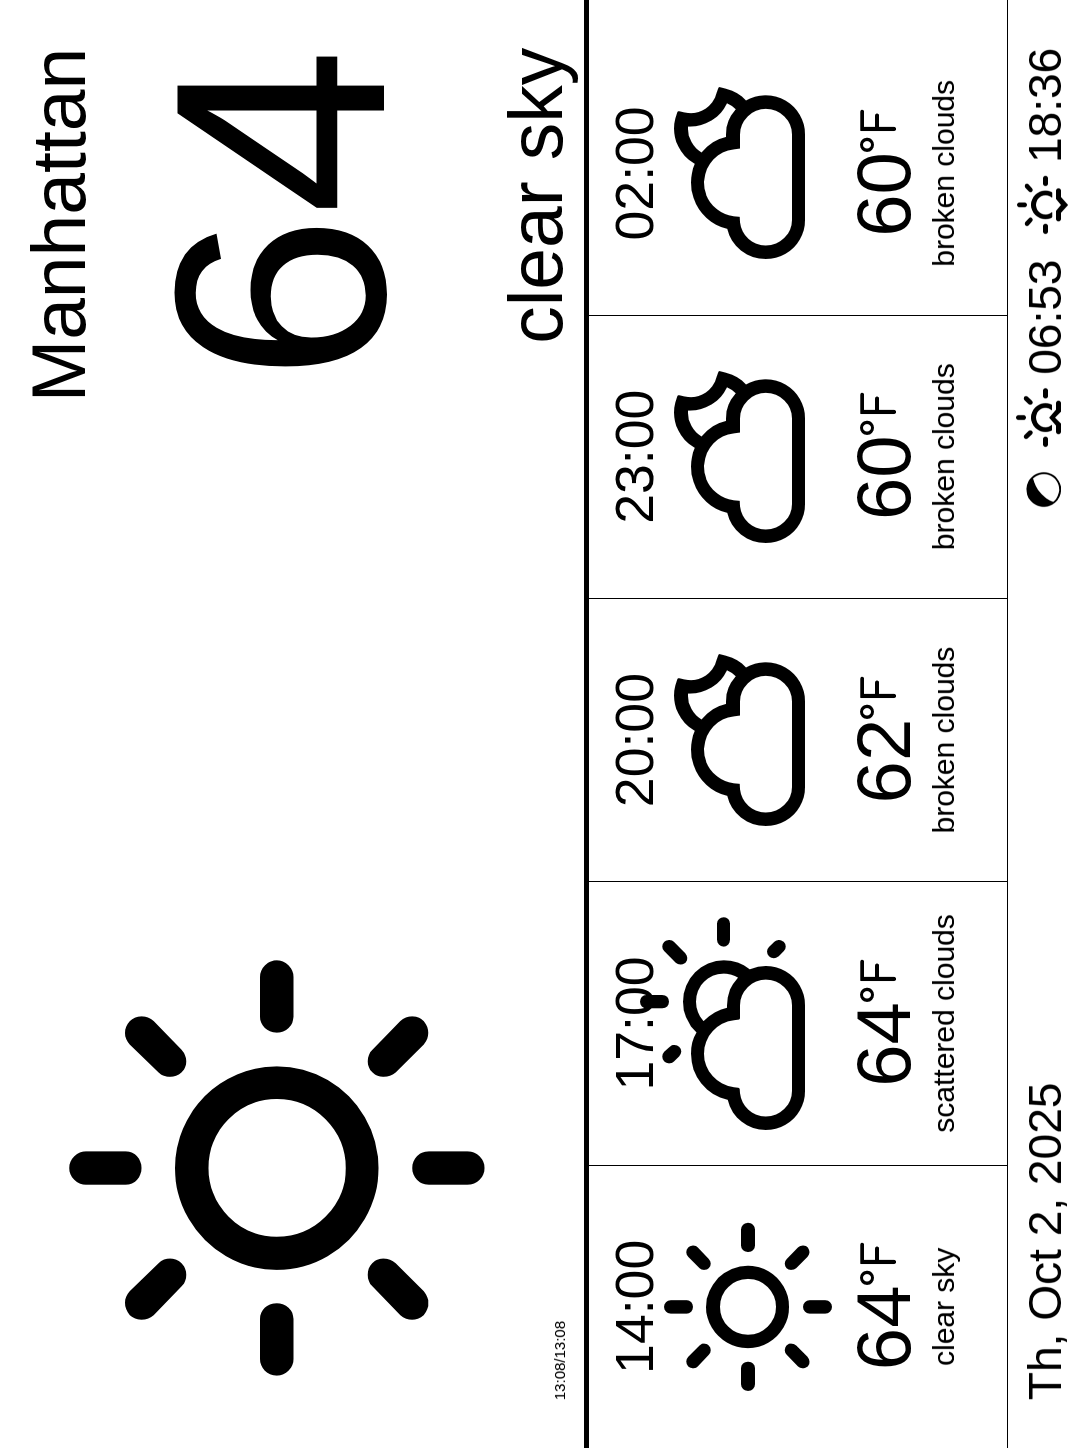 Manhattan
64
clear sky
13:08/13:08
14:00
64°F
clear sky
17:00
64°F
scattered clouds
20:00
62°F
broken clouds
23:00
60°F
broken clouds
02:00
60°F
broken clouds
Th, Oct 2, 2025
06:53
18:36